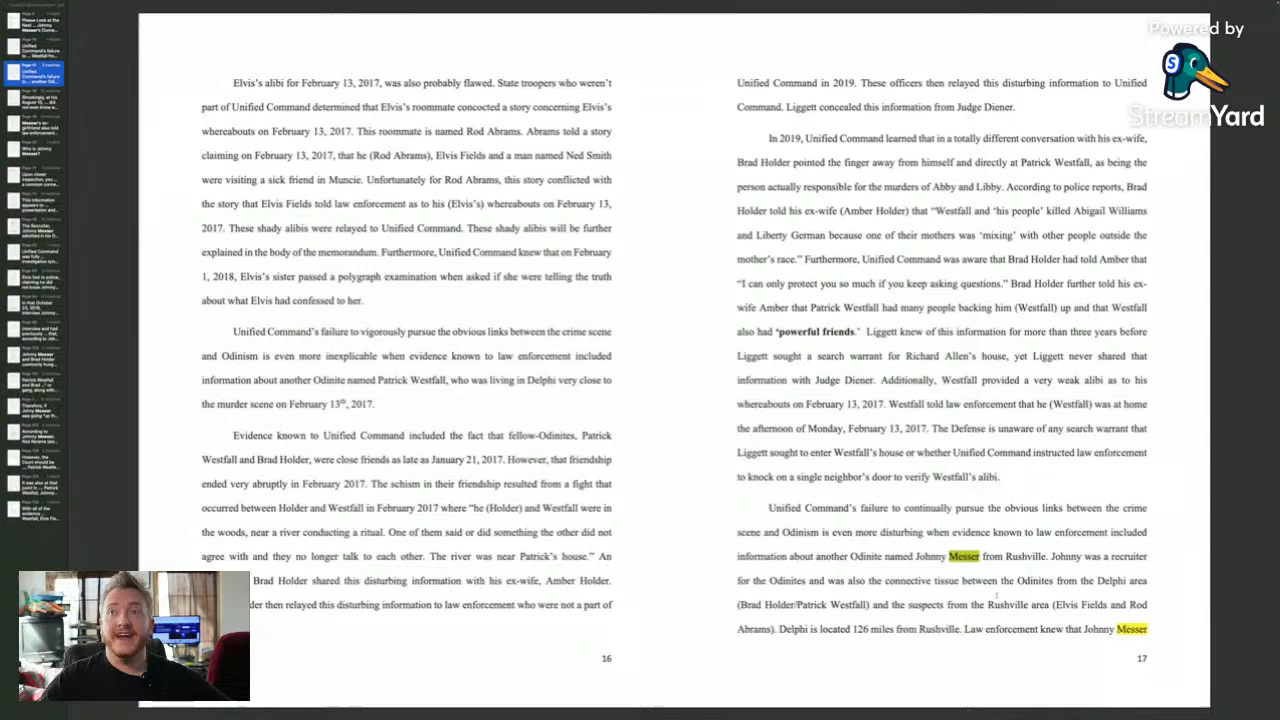 Elvis's alibi for February 13, 2017, was also probably flawed. State troopers who weren't
part of Unified Command determined that Elvis's roommate concocted a story concerning Elvis's
whereabouts on February 13, 2017. This roommate is named Rod Abrams. Abrams told a story
claiming on February 13, 2017, that he (Rod Abrams), Elvis Fields and a man named Ned Smith
were visiting a sick friend in Muncie. Unfortunately for Rod Abrams, this story conflicted with
the story that Elvis Fields told law enforcement as to his (Elvis's) whereabouts on February 13,
2017. These shady alibis were relayed to Unified Command. These shady alibis will be further
explained in the body of the memorandum. Furthermore, Unified Command knew that on February
1, 2018, Elvis's sister passed a polygraph examination when asked if she were telling the truth
about what Elvis had confessed to her.
Unified Command's failure to vigorously pursue the obvious links between the crime scene
and Odinism is even more inexplicable when evidence known to law enforcement included
information about another Odinite named Patrick Westfall, who was living in Delphi very close to
the murder scene on February 13th, 2017.
Evidence known to Unified Command included the fact that fellow-Odinites, Patrick
Westfall and Brad Holder, were close friends as late as January 21, 2017. However, that friendship
ended very abruptly in February 2017. The schism in their friendship resulted from a fight that
occurred between Holder and Westfall in February 2017 where “he (Holder) and Westfall were in
the woods, near a river conducting a ritual. One of them said or did something the other did not
agree with and they no longer talk to each other. The river was near Patrick's house.” An
Brad Holder shared this disturbing information with his ex-wife, Amber Holder.
der then relayed this disturbing information to law enforcement who were not a part of
16
Unified Command in 2019. These officers then relayed this disturbing information to Unified
Command. Liggett concealed this information from Judge Diener.
In 2019, Unified Command learned that in a totally different conversation with his ex-wife,
Brad Holder pointed the finger away from himself and directly at Patrick Westfall, as being the
person actually responsible for the murders of Abby and Libby. According to police reports, Brad
Holder told his ex-wife (Amber Holder) that “Westfall and ‘his people’ killed Abigail Williams
and Liberty German because one of their mothers was ‘mixing’ with other people outside the
mother's race.” Furthermore, Unified Command was aware that Brad Holder had told Amber that
“I can only protect you so much if you keep asking questions.” Brad Holder further told his ex-
wife Amber that Patrick Westfall had many people backing him (Westfall) up and that Westfall
also had ‘powerful friends.’ Liggett knew of this information for more than three years before
Liggett sought a search warrant for Richard Allen's house, yet Liggett never shared that
information with Judge Diener. Additionally, Westfall provided a very weak alibi as to his
whereabouts on February 13, 2017. Westfall told law enforcement that he (Westfall) was at home
the afternoon of Monday, February 13, 2017. The Defense is unaware of any search warrant that
Liggett sought to enter Westfall's house or whether Unified Command instructed law enforcement
to knock on a single neighbor's door to verify Westfall's alibi.
Unified Command's failure to continually pursue the obvious links between the crime
scene and Odinism is even more disturbing when evidence known to law enforcement included
information about another Odinite named Johnny Messer from Rushville. Johnny was a recruiter
for the Odinites and was also the connective tissue between the Odinites from the Delphi area
(Brad Holder/Patrick Westfall) and the suspects from the Rushville area (Elvis Fields and Rod
Abrams). Delphi is located 126 miles from Rushville. Law enforcement knew that Johnny Messer
17
Powered by
S
StreamYard